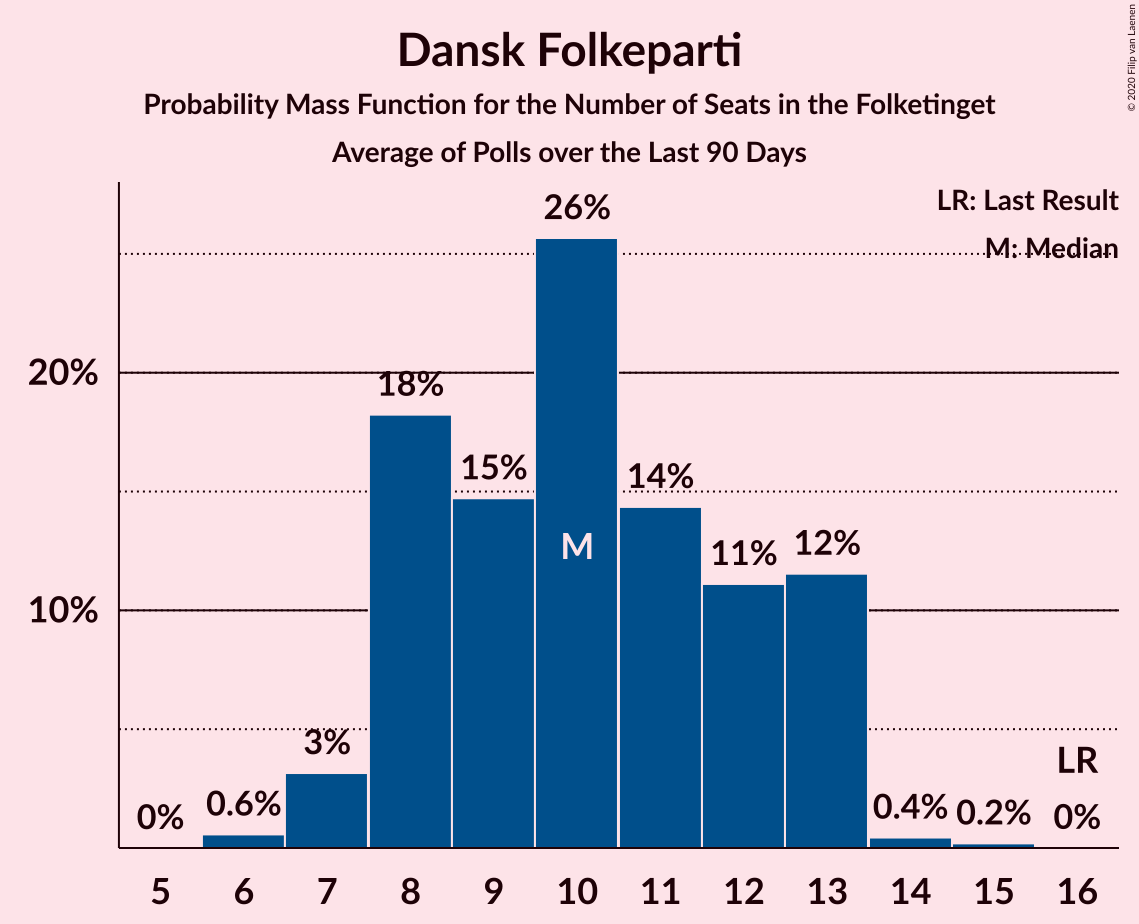 Dansk Folkeparti
Probability Mass Function for the Number of Seats in the Folketinget
Average of Polls over the Last 90 Days
© 2020 Filip van Laenen
LR: Last Result
M: Median
26%
20%
18%
15%
14%
M
11%
12%
10%
3%
LR
0%
0.6%
0.4%
0.2%
0%
5 6 7 8 9 10 11 12 13 14 15 16